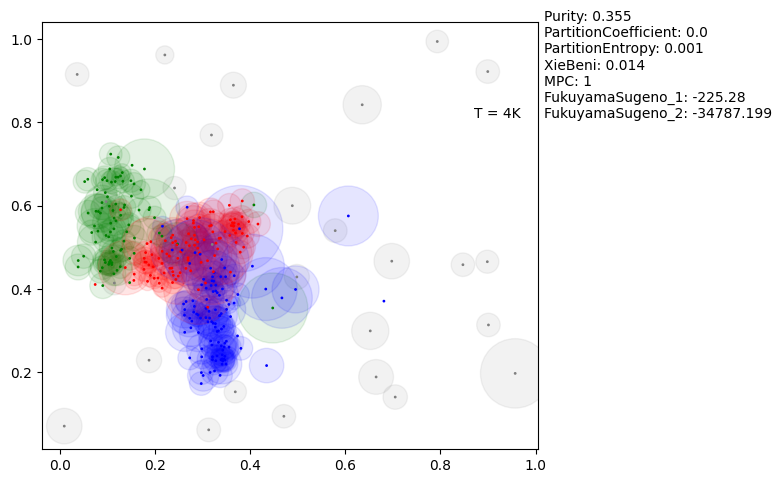 Purity: 0.355
PartitionCoefficient: 0.0
PartitionEntropy: 0.001
XieBeni: 0.014
MPC: 1
FukuyamaSugeno_1: -225.28
FukuyamaSugeno_2: -34787.199
T = 4K
1.0
0.8
0.6
0.4
0.2
0.0 0.2 0.4 0.6 0.8 1.0